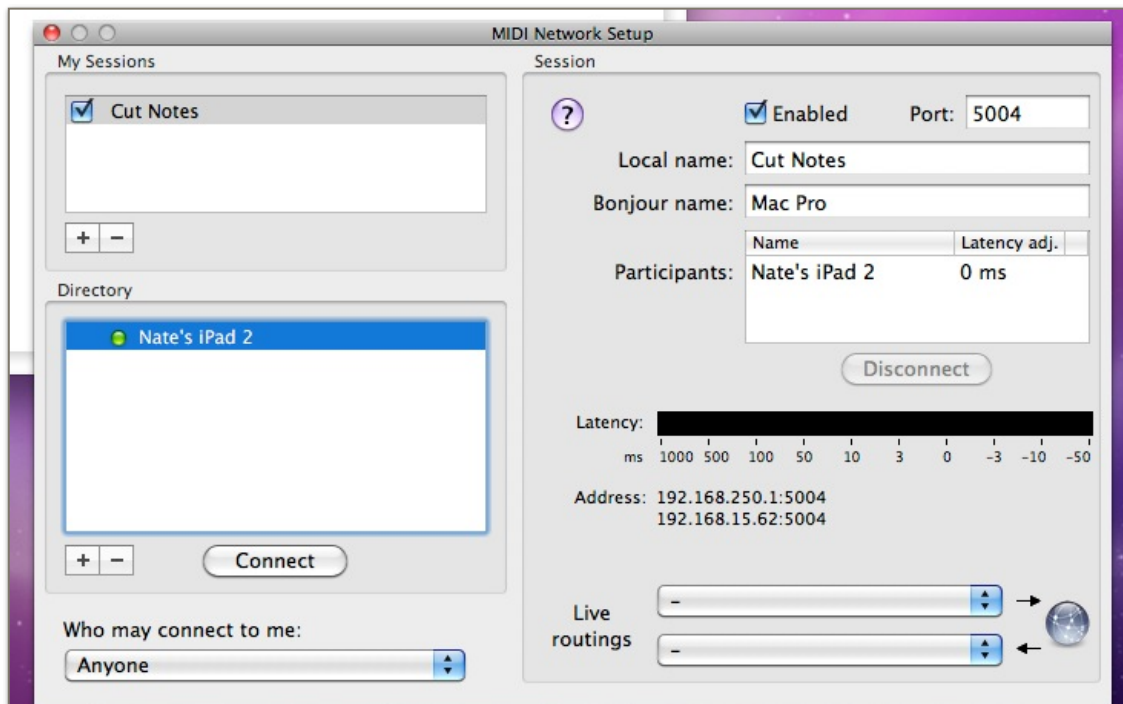 MIDI Network Setup
My Sessions
Cut Notes
+ −
Directory
Nate's iPad 2
+ − Connect
Who may connect to me:
Anyone
Session
? Enabled Port: 5004
Local name: Cut Notes
Bonjour name: Mac Pro
Name Latency adj.
Participants: Nate's iPad 2 0 ms
Disconnect
Latency:
ms 1000 500 100 50 10 3 0 -3 -10 -50
Address: 192.168.250.1:5004
192.168.15.62:5004
Live
routings
–
–